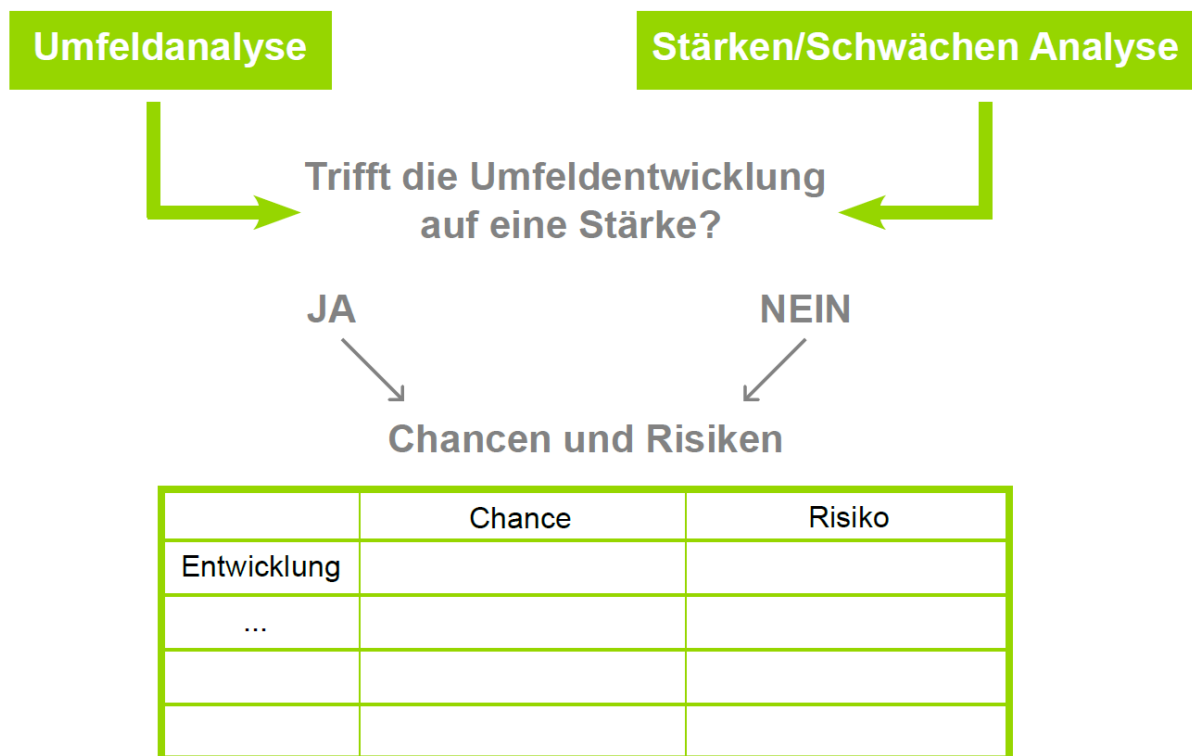 Umfeldanalyse
Stärken/Schwächen Analyse
Trifft die Umfeldentwicklung
auf eine Stärke?
JA
NEIN
Chancen und Risiken
Chance
Risiko
Entwicklung
...